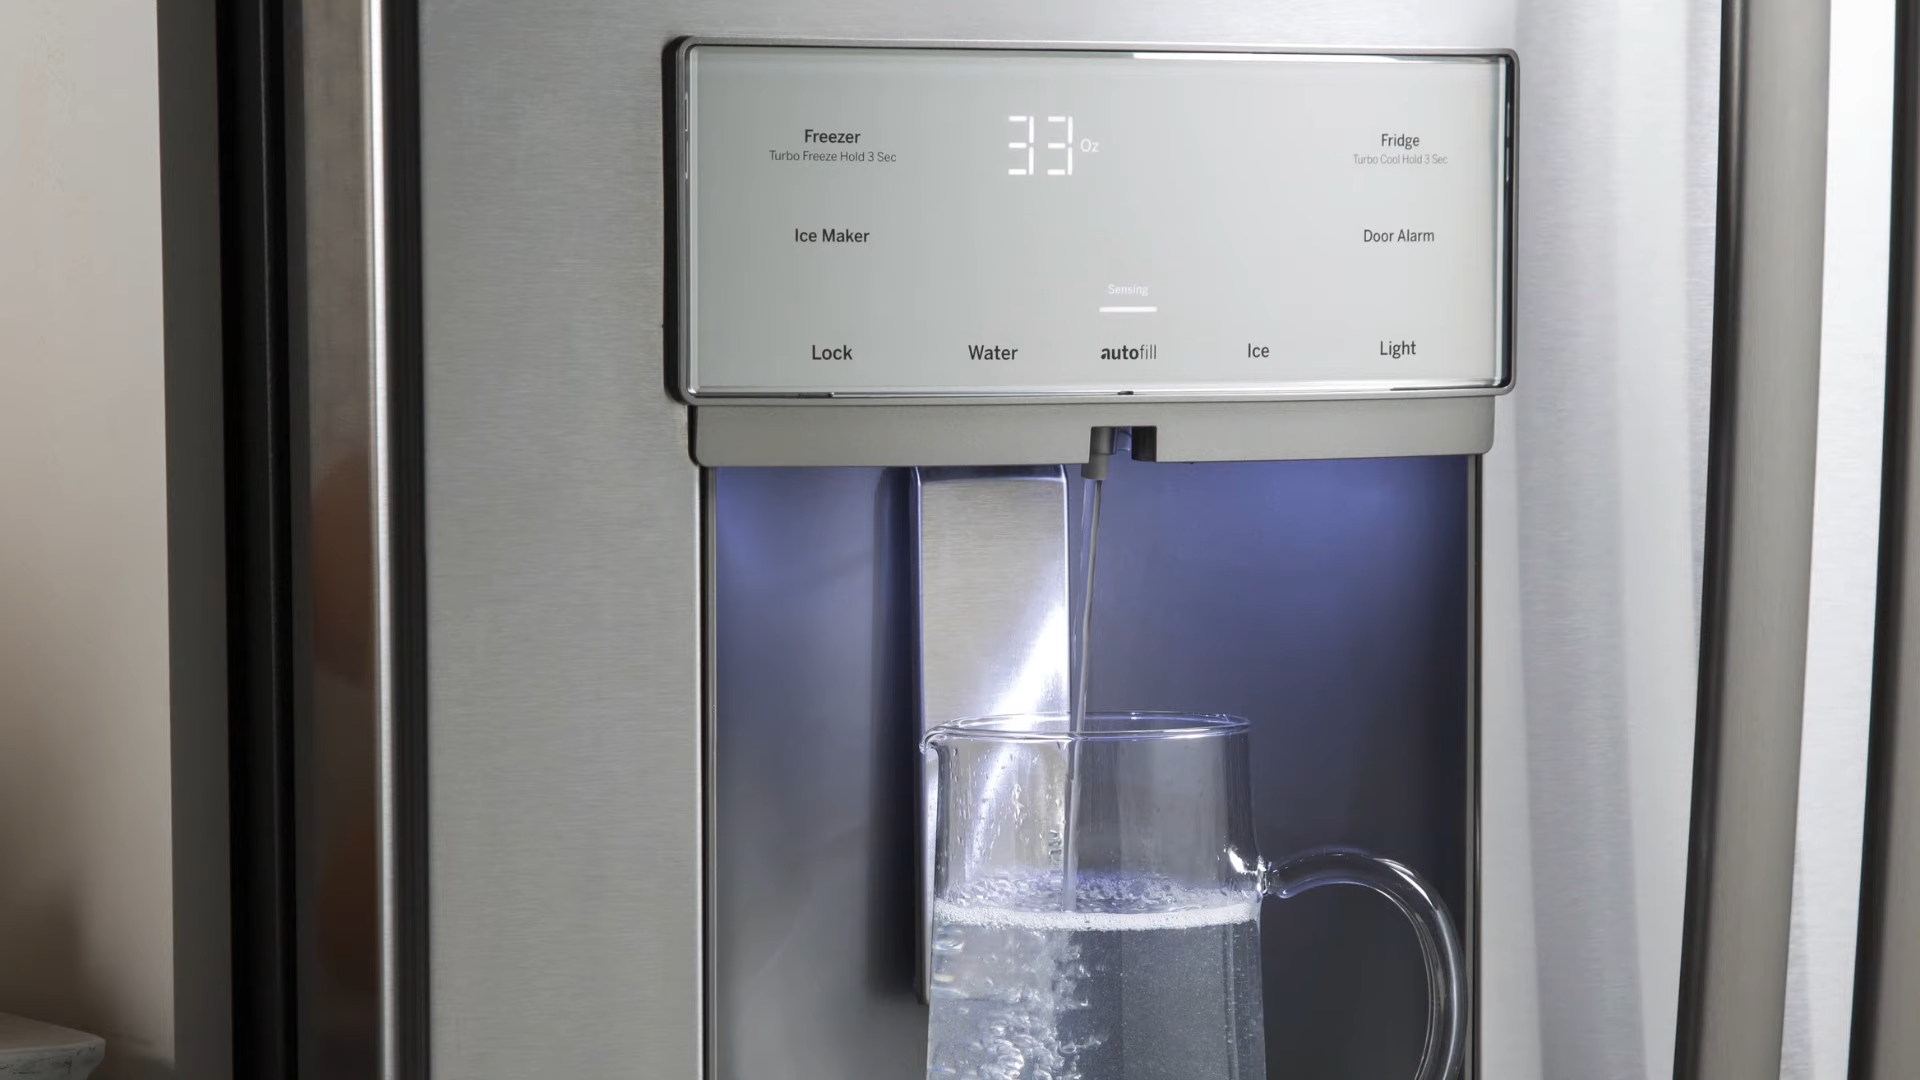 Freezer
Turbo Freeze Hold 3 Sec
33 Oz
Fridge
Turbo Cool Hold 3 Sec
Ice Maker
Door Alarm
Sensing
Lock
Water
autofill
Ice
Light